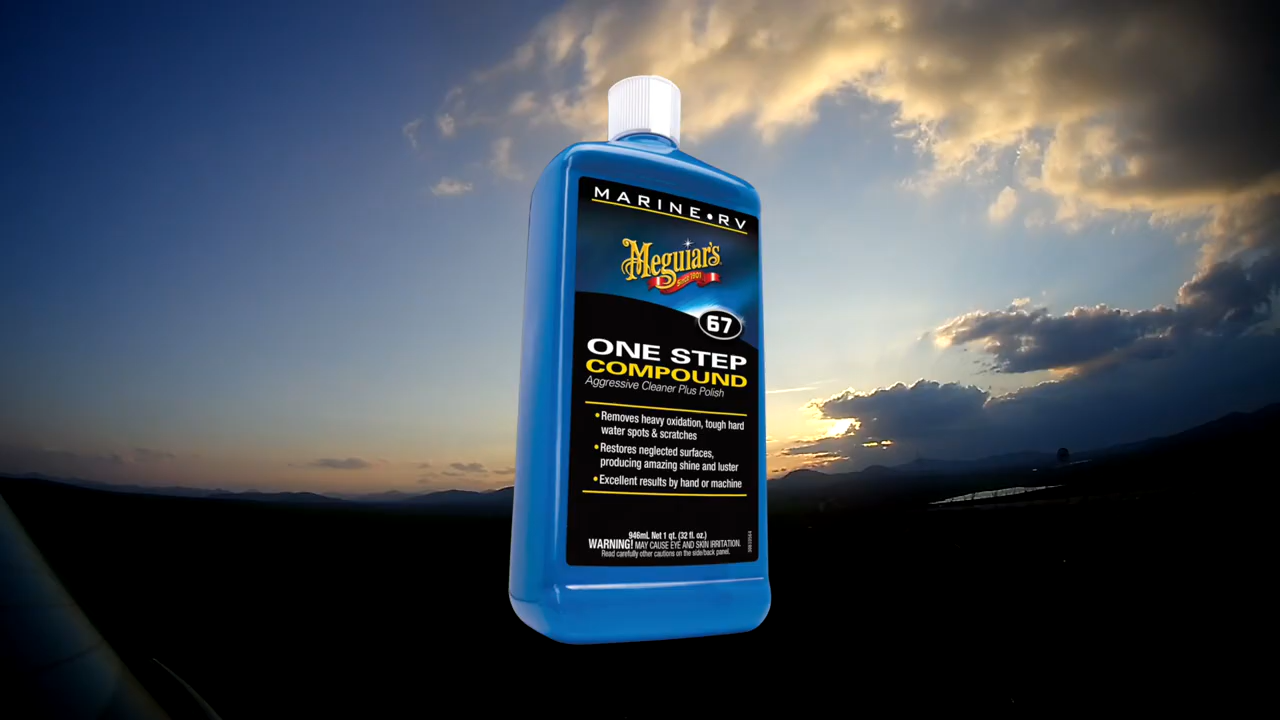 MARINE•RV
Meguiar's
Since 1901
67
ONE STEP
COMPOUND
Aggressive Cleaner Plus Polish
• Removes heavy oxidation, tough hard
water spots & scratches
• Restores neglected surfaces,
producing amazing shine and luster
• Excellent results by hand or machine
946mL Net 1 qt. (32 fl. oz.)
WARNING! MAY CAUSE EYE AND SKIN IRRITATION.
Read carefully other cautions on the side/back panel.